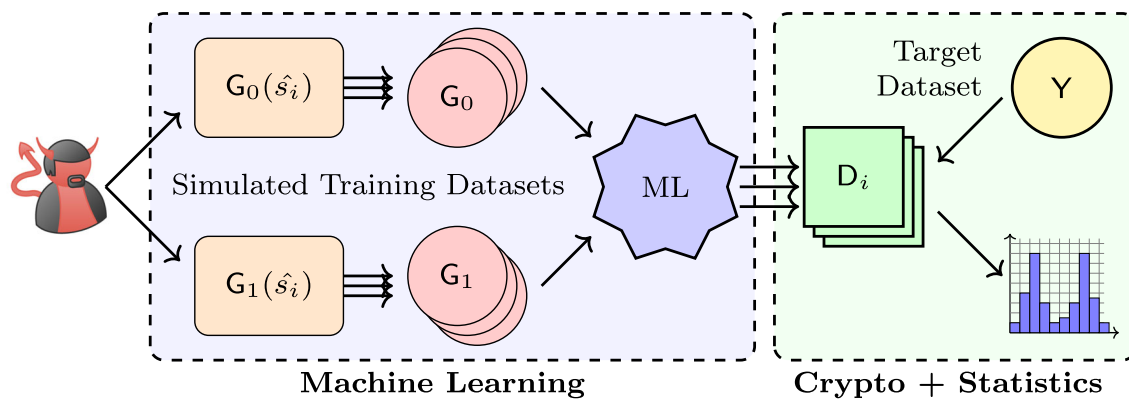 G₀(ŝᵢ)
G₀
Target
Dataset
Y
Simulated Training Datasets
ML
Dᵢ
G₁(ŝᵢ)
G₁
Machine Learning
Crypto + Statistics